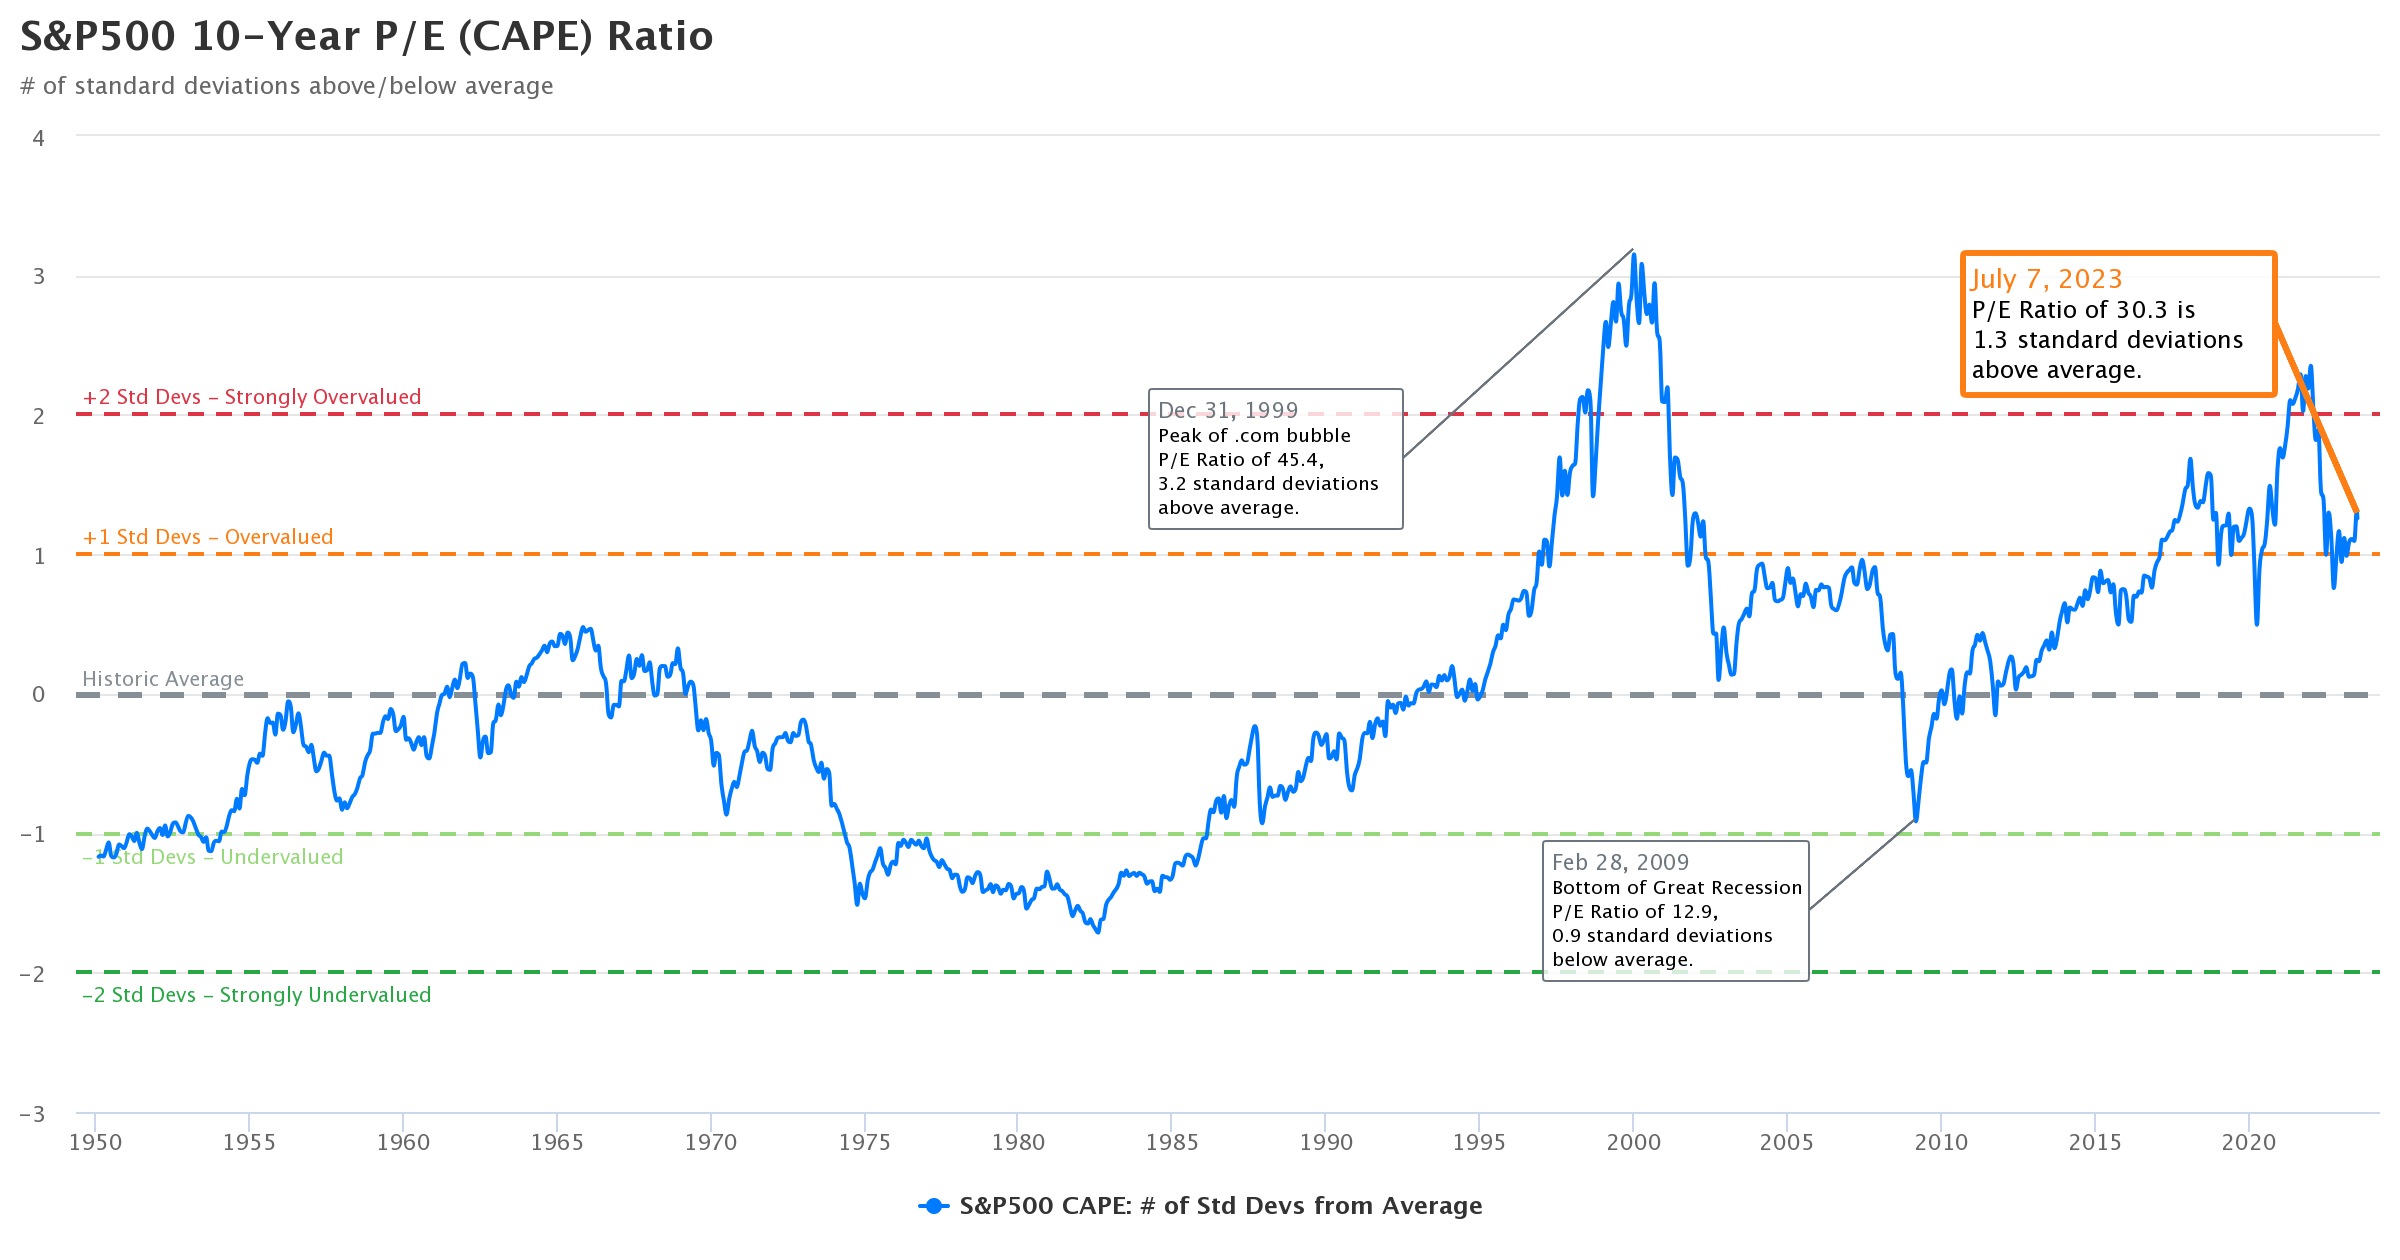 S&P500 10-Year P/E (CAPE) Ratio
# of standard deviations above/below average
4
3
2
1
0
−1
−2
−3
+2 Std Devs – Strongly Overvalued
+1 Std Devs – Overvalued
Historic Average
−1 Std Devs – Undervalued
−2 Std Devs – Strongly Undervalued
Dec 31, 1999
Peak of .com bubble
P/E Ratio of 45.4,
3.2 standard deviations
above average.
July 7, 2023
P/E Ratio of 30.3 is
1.3 standard deviations
above average.
Feb 28, 2009
Bottom of Great Recession
P/E Ratio of 12.9,
0.9 standard deviations
below average.
1950 1955 1960 1965 1970 1975 1980 1985 1990 1995 2000 2005 2010 2015 2020
S&P500 CAPE: # of Std Devs from Average